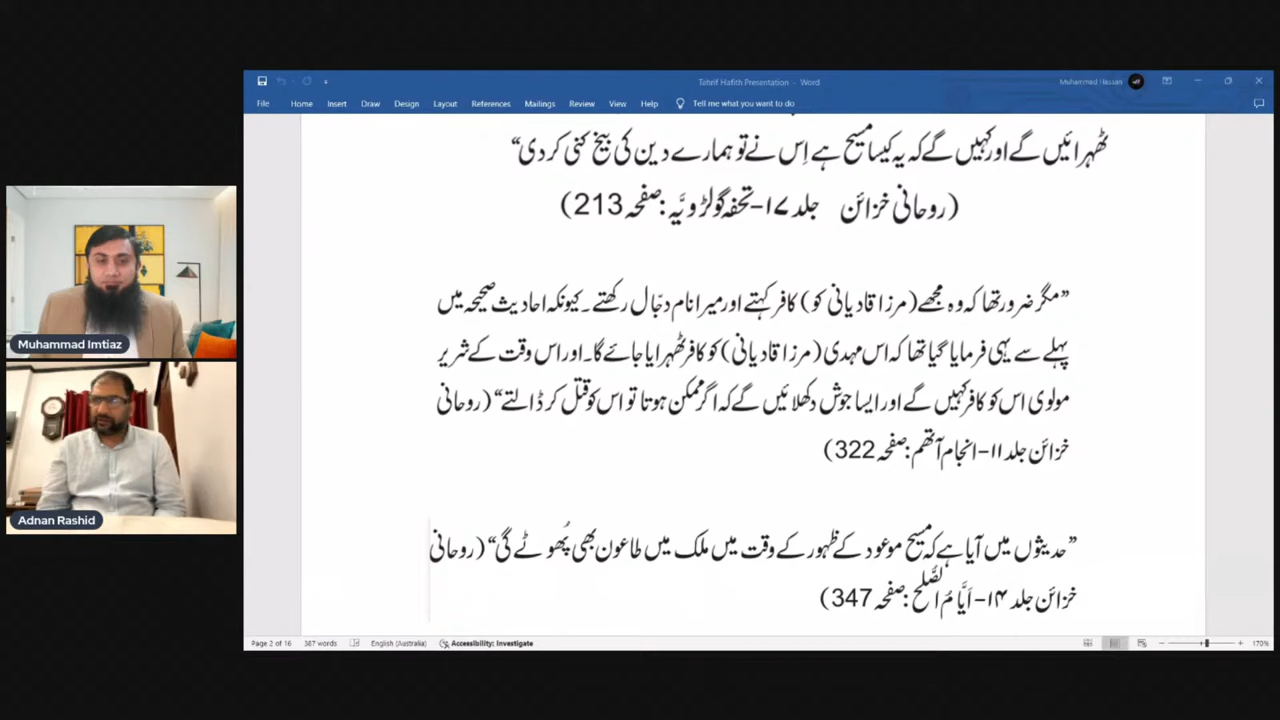 Tahrif Hafith Presentation - Word
Muhammed Hassan
File Home Insert Draw Design Layout References Mailings Review View Help Tell me what you want to do
ٹھہرائیں گے اور کہیں گے کہ یہ کیسا مسیح ہے اِس نے تو ہمارے دین کی بیخ کنی کر دی“
(روحانی خزائن جلد ۱۷-تحفہ گولڑویَّہ :صفحہ 213)
”مگر ضرور تھا کہ وہ مجھے (مرزا قادیانی کو) کافر کہتے اور میرا نام دجّال رکھتے۔ کیونکہ احادیث صحیحہ میں
پہلے سے یہی فرمایا گیا تھا کہ اس مہدی (مرزا قادیانی) کو کافر ٹھہرایا جائے گا۔ اور اس وقت کے شریر
مولوی اس کو کافر کہیں گے اور ایسا جوش دکھلائیں گے کہ اگر ممکن ہوتا تو اس کو قتل کر ڈالتے“ (روحانی
خزائن جلد ۱۱-انجام آتھم :صفحہ 322)
”حدیثوں میں آیا ہے کہ مسیح موعود کے ظہور کے وقت میں ملک میں طاعون بھی پُھوٹے گی“ (روحانی
خزائن جلد ۱۴- اَیَّامُ الصُّلح :صفحہ 347)
Muhammad Imtiaz
Adnan Rashid
Page 2 of 16 387 words English (Australia) Accessibility: Investigate 170%